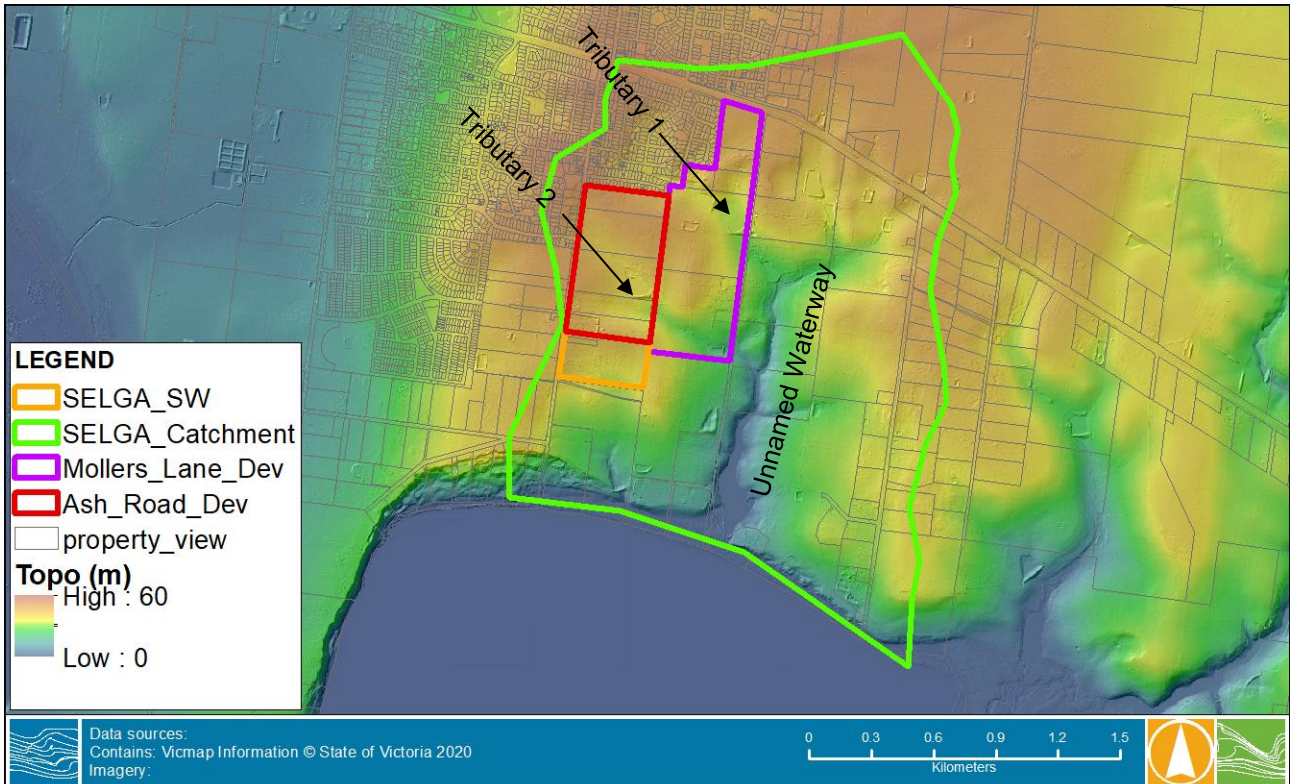 Tributary 1
Tributary 2
Unnamed Waterway
LEGEND
SELGA_SW
SELGA_Catchment
Mollers_Lane_Dev
Ash_Road_Dev
property_view
Topo (m)
High : 60
Low : 0
Data sources:
Contains: Vicmap Information © State of Victoria 2020
Imagery:
0 0.3 0.6 0.9 1.2 1.5
Kilometers